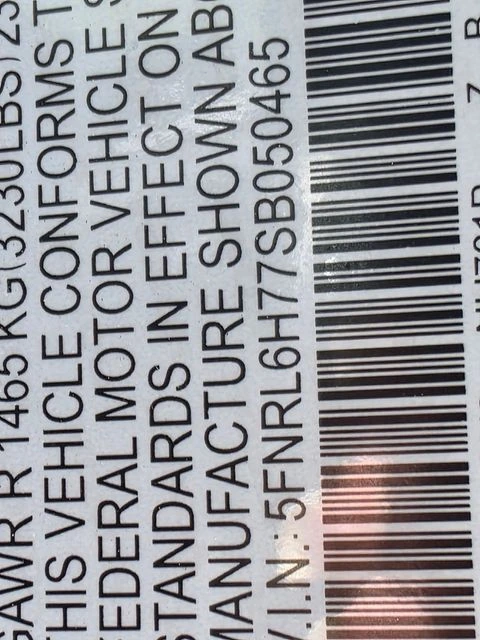 GAWR R 1465 KG(3230LBS)
THIS VEHICLE CONFORMS
FEDERAL MOTOR VEHICLE
STANDARDS IN EFFECT ON
MANUFACTURE SHOWN
V.I.N.: 5FNRL6H77SB050465